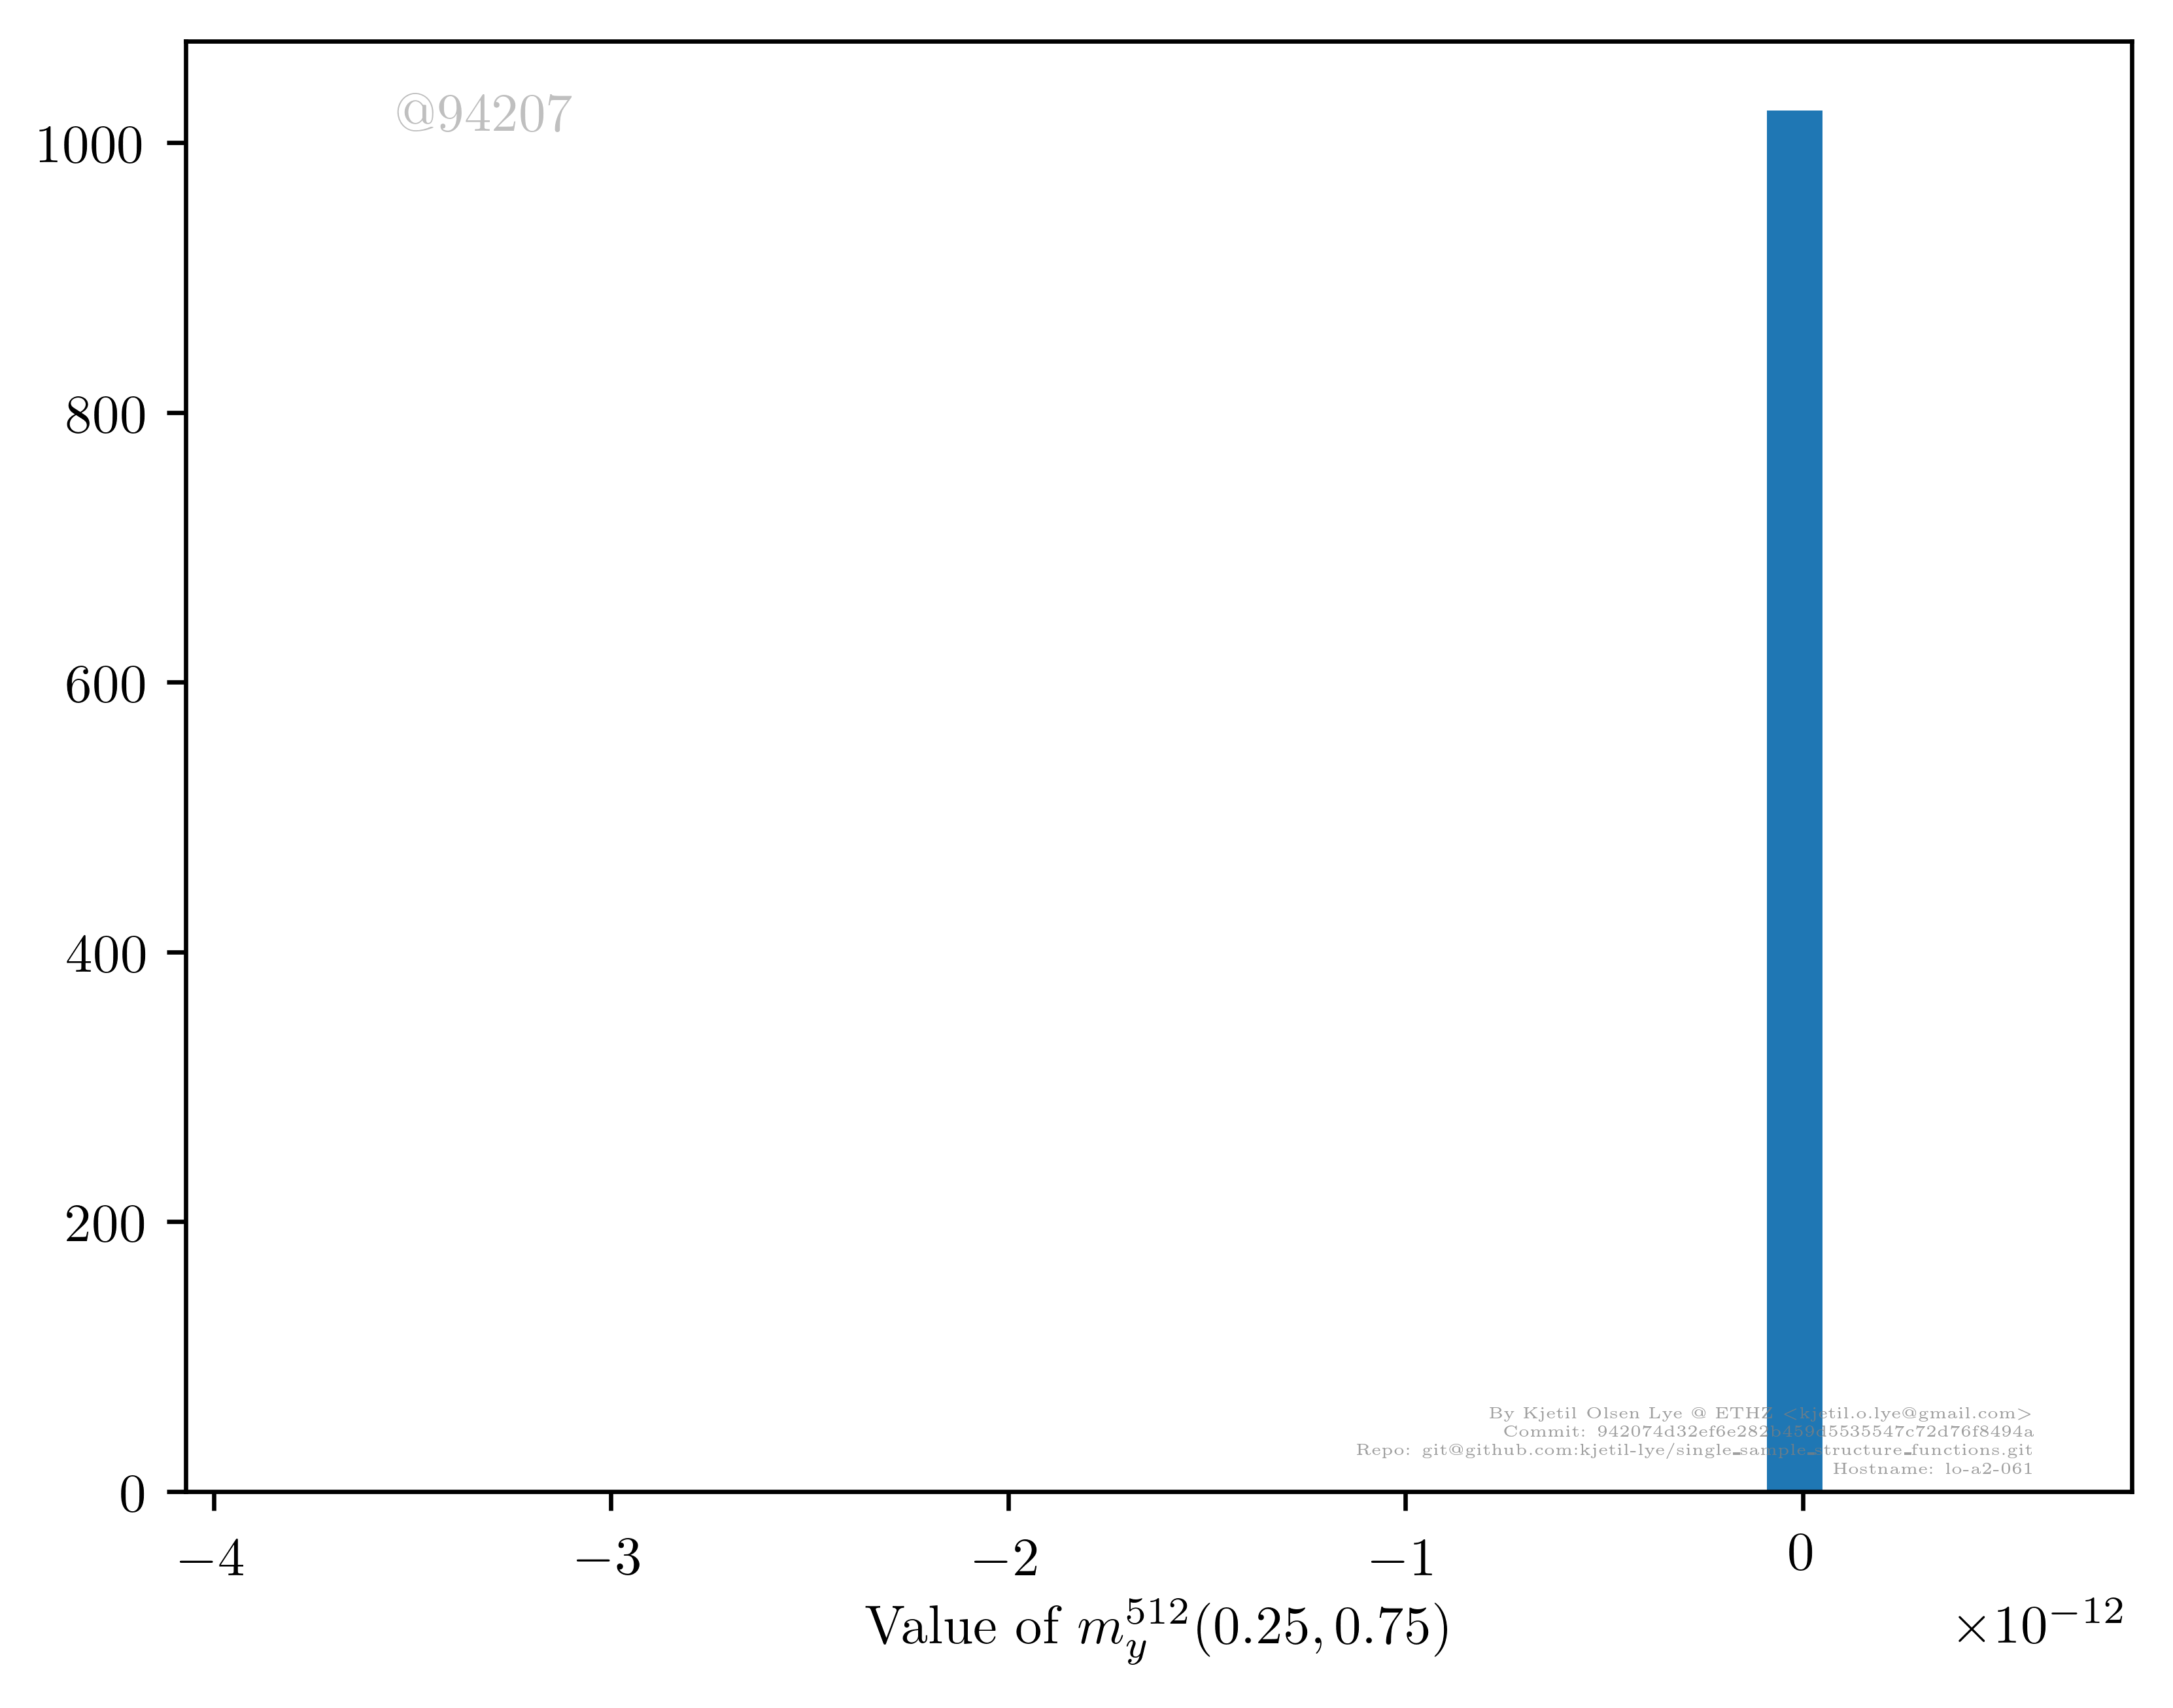 @94207
1000
800
600
400
200
0
−4 −3 −2 −1 0
×10⁻¹²
Value of m_y^512(0.25, 0.75)
By Kjetil Olsen Lye @ ETHZ <kjetil.o.lye@gmail.com>
Commit: 942074d32ef6e282b459d5535547c72d76f8494a
Repo: git@github.com:kjetil-lye/single_sample_structure_functions.git
Hostname: lo-a2-061